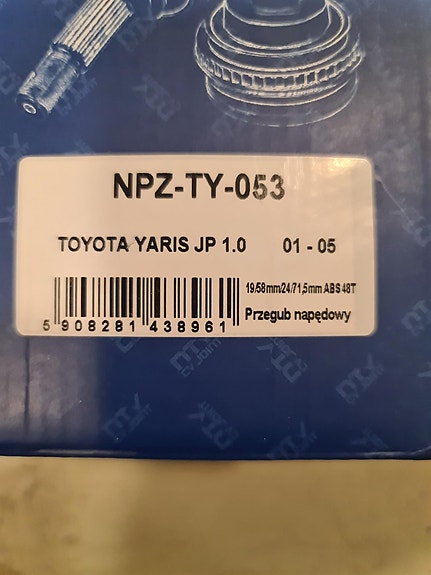 NPZ-TY-053
TOYOTA YARIS JP 1.0 01 - 05
19/58mm24/71,5mm ABS 48T
5 908281 438961
Przegub napędowy